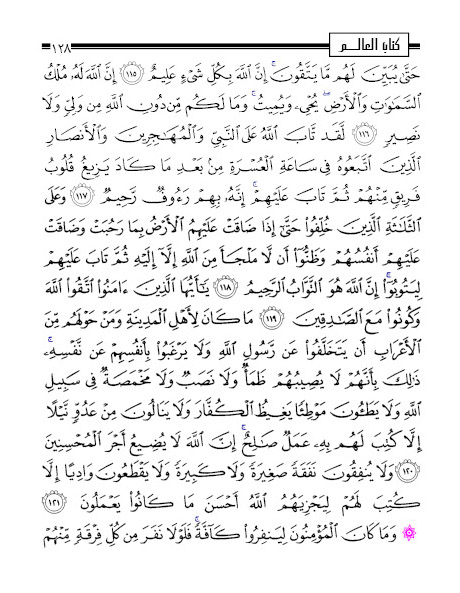 كتاب العالم
١٢٨
حَتَّىٰ يُبَيِّنَ لَهُم مَّا يَتَّقُونَۚ إِنَّ ٱللَّهَ بِكُلِّ شَىْءٍ عَلِيمٌ ﴿١١٥﴾ إِنَّ ٱللَّهَ لَهُۥ مُلْكُ
ٱلسَّمَٰوَٰتِ وَٱلْأَرْضِۖ يُحْىِۦ وَيُمِيتُۚ وَمَا لَكُم مِّن دُونِ ٱللَّهِ مِن وَلِىٍّ وَلَا
نَصِيرٍ ﴿١١٦﴾ لَّقَد تَّابَ ٱللَّهُ عَلَى ٱلنَّبِىِّ وَٱلْمُهَٰجِرِينَ وَٱلْأَنصَارِ
ٱلَّذِينَ ٱتَّبَعُوهُ فِى سَاعَةِ ٱلْعُسْرَةِ مِنۢ بَعْدِ مَا كَادَ يَزِيغُ قُلُوبُ
فَرِيقٍ مِّنْهُمْ ثُمَّ تَابَ عَلَيْهِمْۚ إِنَّهُۥ بِهِمْ رَءُوفٌ رَّحِيمٌ ﴿١١٧﴾ وَعَلَى
ٱلثَّلَٰثَةِ ٱلَّذِينَ خُلِّفُوا۟ حَتَّىٰٓ إِذَا ضَاقَتْ عَلَيْهِمُ ٱلْأَرْضُ بِمَا رَحُبَتْ وَضَاقَتْ
عَلَيْهِمْ أَنفُسُهُمْ وَظَنُّوٓا۟ أَن لَّا مَلْجَأَ مِنَ ٱللَّهِ إِلَّآ إِلَيْهِ ثُمَّ تَابَ عَلَيْهِمْ
لِيَتُوبُوٓا۟ۚ إِنَّ ٱللَّهَ هُوَ ٱلتَّوَّابُ ٱلرَّحِيمُ ﴿١١٨﴾ يَٰٓأَيُّهَا ٱلَّذِينَ ءَامَنُوا۟ ٱتَّقُوا۟ ٱللَّهَ
وَكُونُوا۟ مَعَ ٱلصَّٰدِقِينَ ﴿١١٩﴾ مَا كَانَ لِأَهْلِ ٱلْمَدِينَةِ وَمَنْ حَوْلَهُم مِّنَ
ٱلْأَعْرَابِ أَن يَتَخَلَّفُوا۟ عَن رَّسُولِ ٱللَّهِ وَلَا يَرْغَبُوا۟ بِأَنفُسِهِمْ عَن نَّفْسِهِۦۚ
ذَٰلِكَ بِأَنَّهُمْ لَا يُصِيبُهُمْ ظَمَأٌ وَلَا نَصَبٌ وَلَا مَخْمَصَةٌ فِى سَبِيلِ
ٱللَّهِ وَلَا يَطَـُٔونَ مَوْطِئًا يَغِيظُ ٱلْكُفَّارَ وَلَا يَنَالُونَ مِنْ عَدُوٍّ نَّيْلًا
إِلَّا كُتِبَ لَهُم بِهِۦ عَمَلٌ صَٰلِحٌۚ إِنَّ ٱللَّهَ لَا يُضِيعُ أَجْرَ ٱلْمُحْسِنِينَ
﴿١٢٠﴾ وَلَا يُنفِقُونَ نَفَقَةً صَغِيرَةً وَلَا كَبِيرَةً وَلَا يَقْطَعُونَ وَادِيًا إِلَّا
كُتِبَ لَهُمْ لِيَجْزِيَهُمُ ٱللَّهُ أَحْسَنَ مَا كَانُوا۟ يَعْمَلُونَ ﴿١٢١﴾
۞ وَمَا كَانَ ٱلْمُؤْمِنُونَ لِيَنفِرُوا۟ كَآفَّةًۚ فَلَوْلَا نَفَرَ مِن كُلِّ فِرْقَةٍ مِّنْهُمْ